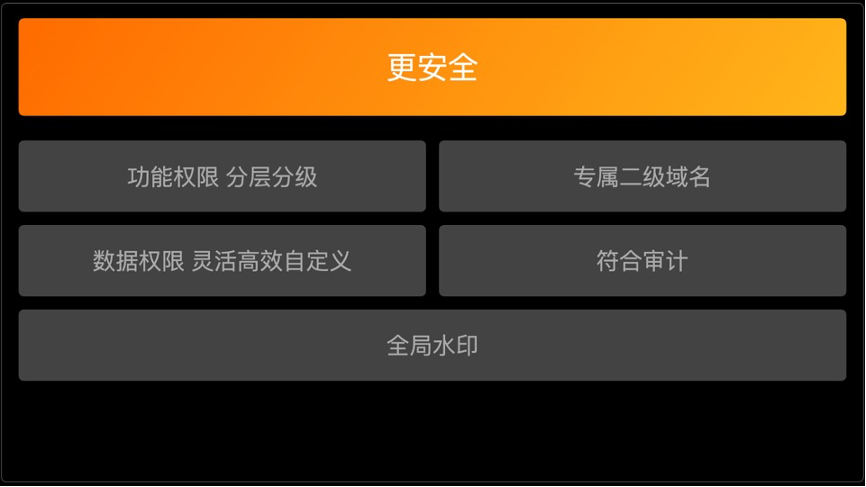 更安全
功能权限 分层分级
专属二级域名
数据权限 灵活高效自定义
符合审计
全局水印